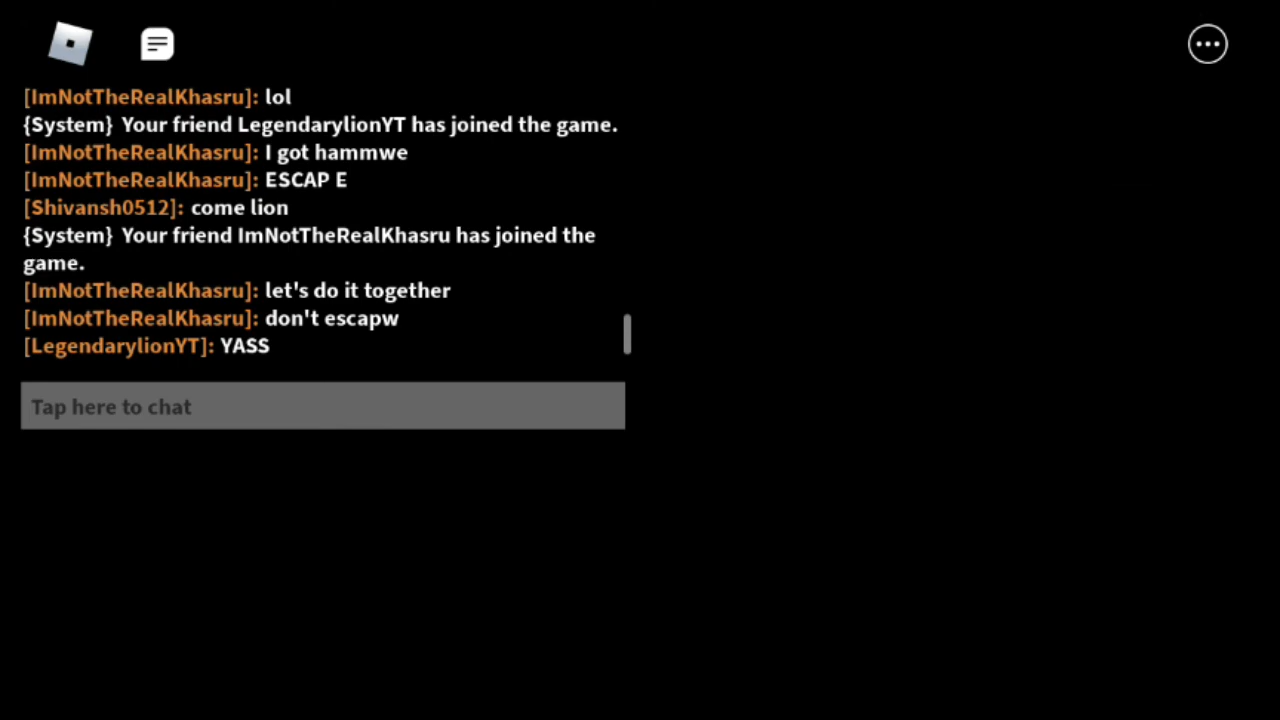 [ImNotTheRealKhasru]: lol
{System} Your friend LegendarylionYT has joined the game.
[ImNotTheRealKhasru]: I got hammwe
[ImNotTheRealKhasru]: ESCAP E
[Shivansh0512]: come lion
{System} Your friend ImNotTheRealKhasru has joined the
game.
[ImNotTheRealKhasru]: let's do it together
[ImNotTheRealKhasru]: don't escapw
[LegendarylionYT]: YASS
Tap here to chat